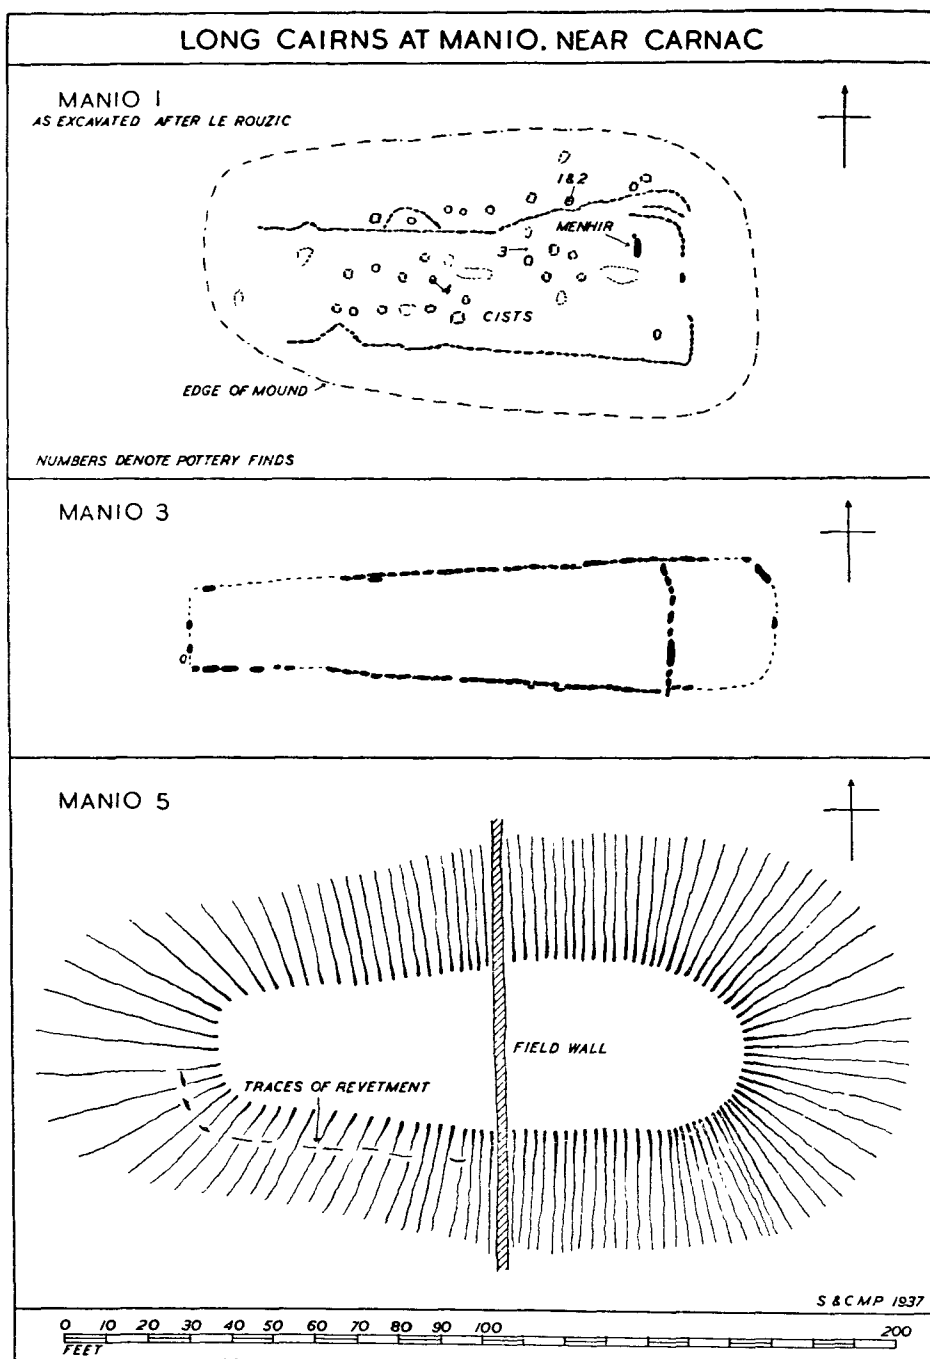 LONG CAIRNS AT MANIO. NEAR CARNAC
MANIO 1
AS EXCAVATED AFTER LE ROUZIC
1&2
MENHIR
3
4
CISTS
EDGE OF MOUND
NUMBERS DENOTE POTTERY FINDS
MANIO 3
MANIO 5
FIELD WALL
TRACES OF REVETMENT
S & C M P 1937
0 10 20 30 40 50 60 70 80 90 100 200
FEET